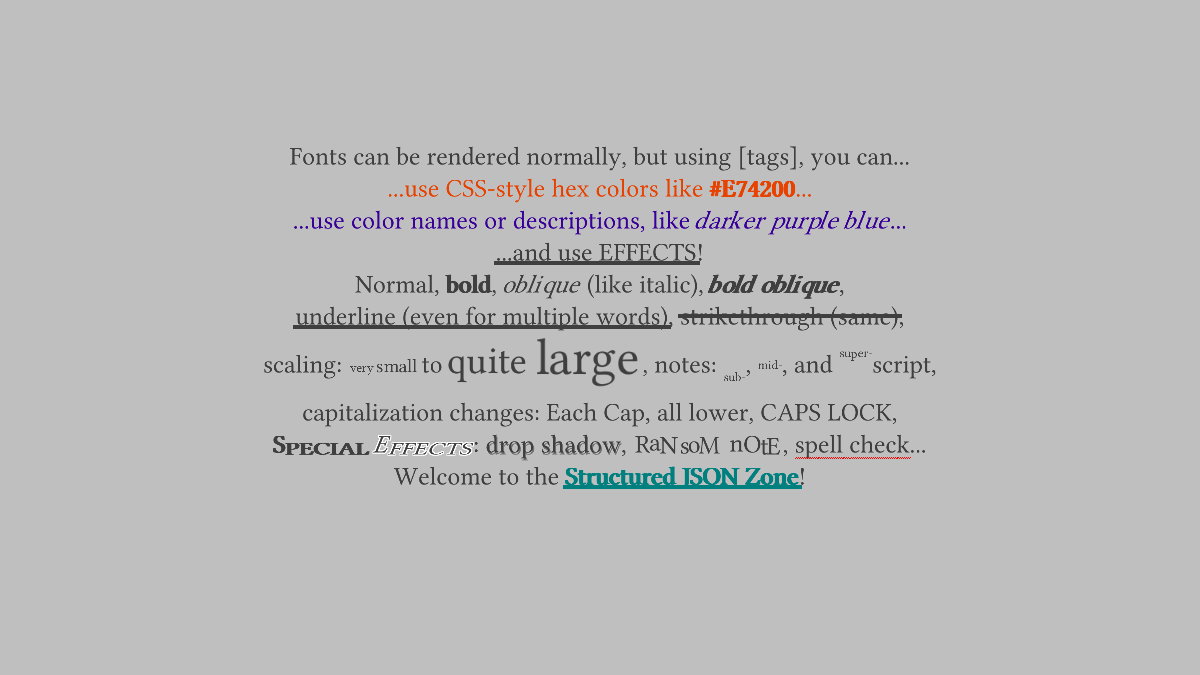 Fonts can be rendered normally, but using [tags], you can...
...use CSS-style hex colors like #E74200...
...use color names or descriptions, like darker purple blue...
...and use EFFECTS!
Normal, bold, oblique (like italic), bold oblique,
underline (even for multiple words), strikethrough (same),
scaling: very small to quite large, notes: sub-, mid-, and super-script,
capitalization changes: Each Cap, all lower, CAPS LOCK,
SPECIAL EFFECTS: drop shadow, RaNsoM nOtE, spell check...
Welcome to the Structured JSON Zone!